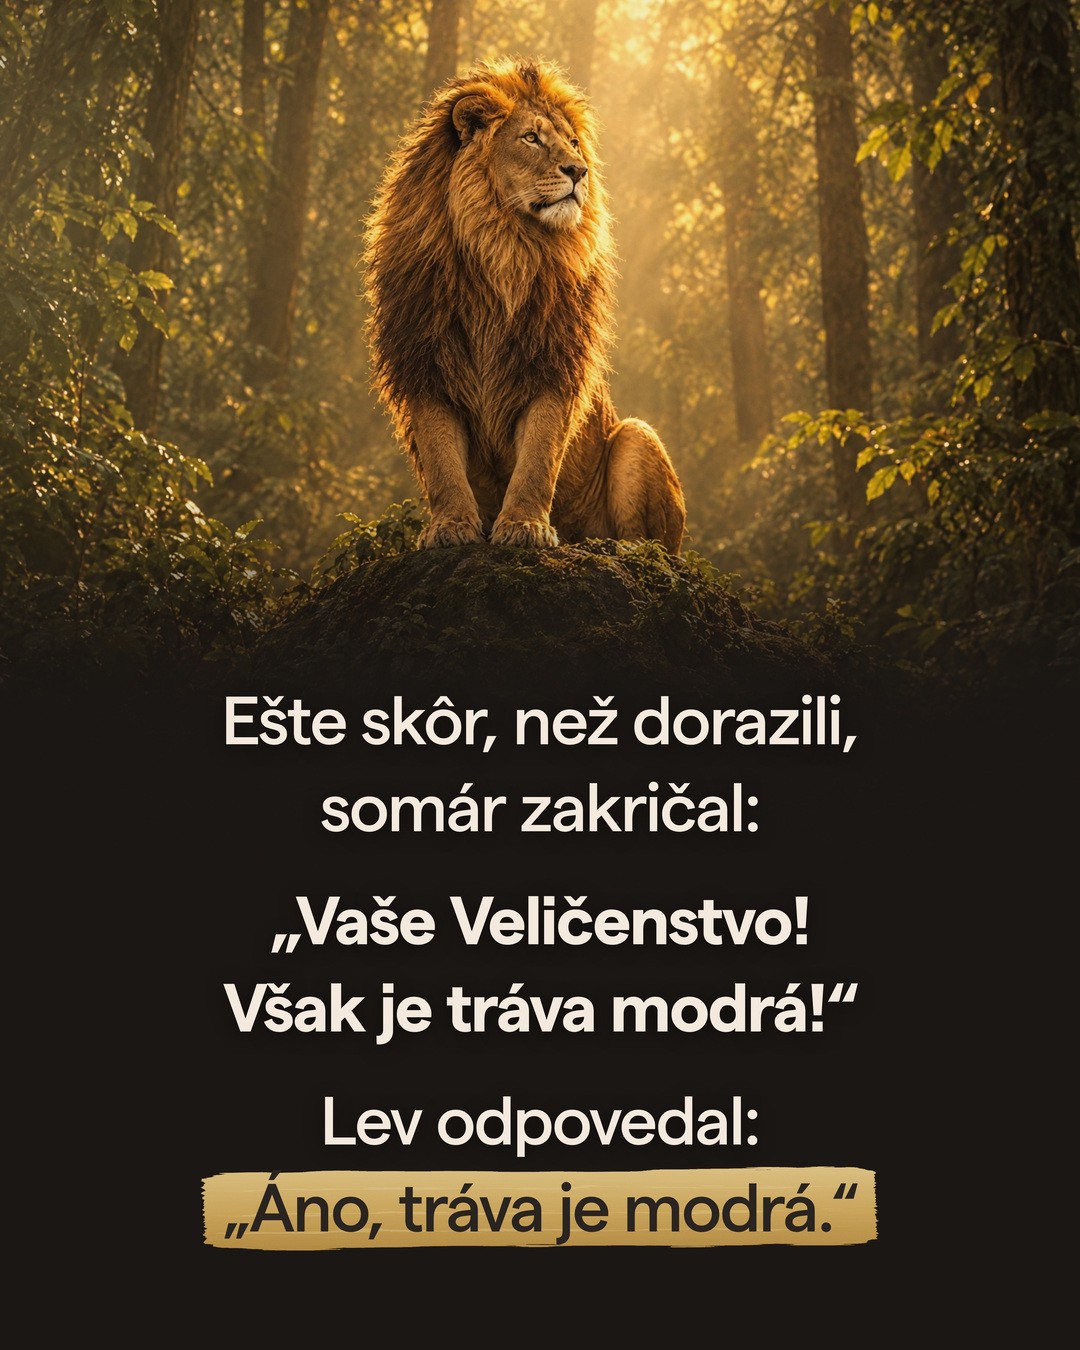 Ešte skôr, než dorazili,
somár zakričal:
„Vaše Veličenstvo!
Však je tráva modrá!“
Lev odpovedal:
„Áno, tráva je modrá.“